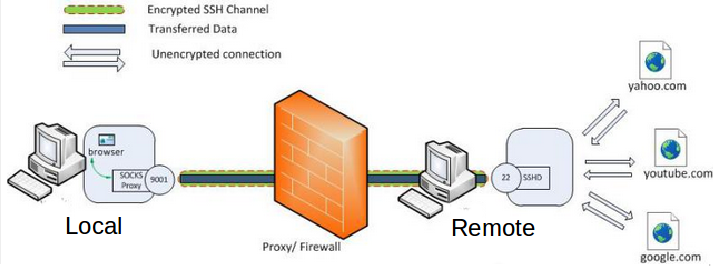 Encrypted SSH Channel
Transferred Data
Unencrypted connection
yahoo.com
browser
SOCKS
Proxy
9001
22
SSHD
youtube.com
Local
Remote
Proxy/ Firewall
google.com